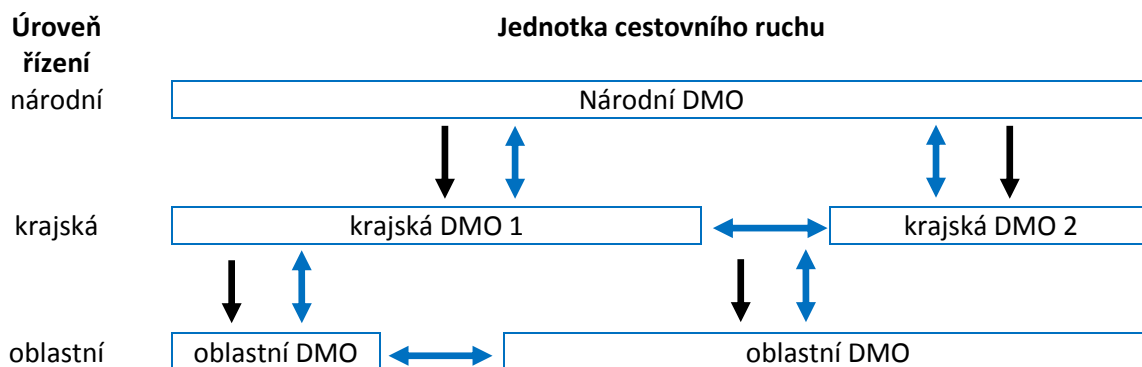 Úroveň řízení
Jednotka cestovního ruchu
národní
Národní DMO
krajská
krajská DMO 1
krajská DMO 2
oblastní
oblastní DMO
oblastní DMO